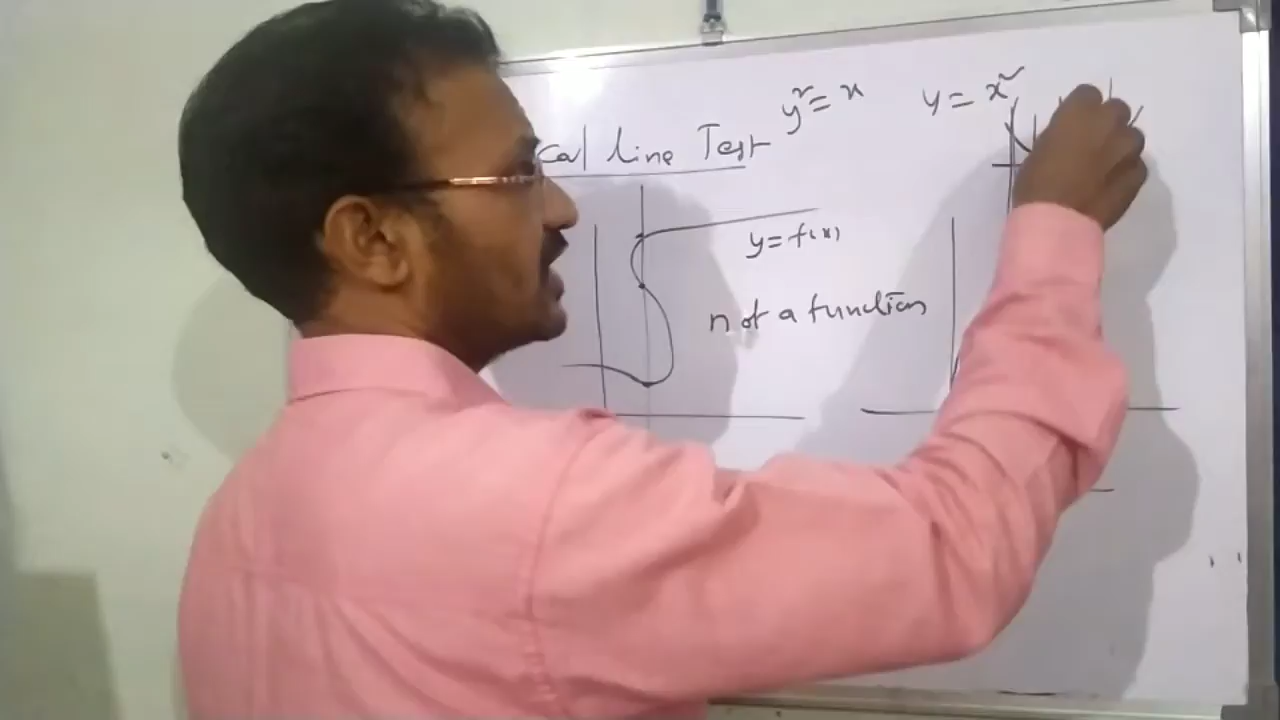 cal line Test
y² = x
y = x²
y = f(x)
not a function